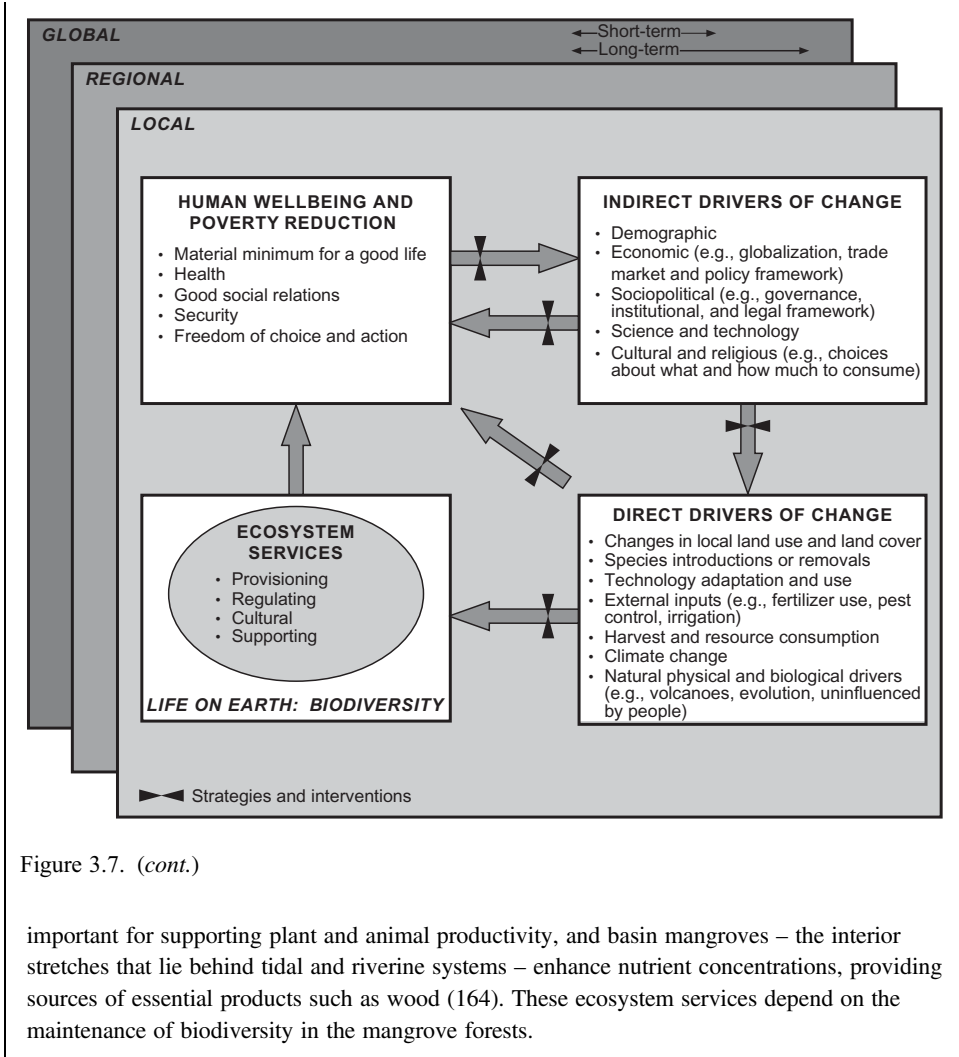 GLOBAL
Short-term
Long-term
REGIONAL
LOCAL
HUMAN WELLBEING AND
POVERTY REDUCTION
• Material minimum for a good life
• Health
• Good social relations
• Security
• Freedom of choice and action
INDIRECT DRIVERS OF CHANGE
• Demographic
• Economic (e.g., globalization, trade
market and policy framework)
• Sociopolitical (e.g., governance,
institutional, and legal framework)
• Science and technology
• Cultural and religious (e.g., choices
about what and how much to consume)
ECOSYSTEM
SERVICES
• Provisioning
• Regulating
• Cultural
• Supporting
LIFE ON EARTH: BIODIVERSITY
DIRECT DRIVERS OF CHANGE
• Changes in local land use and land cover
• Species introductions or removals
• Technology adaptation and use
• External inputs (e.g., fertilizer use, pest
control, irrigation)
• Harvest and resource consumption
• Climate change
• Natural physical and biological drivers
(e.g., volcanoes, evolution, uninfluenced
by people)
Strategies and interventions
Figure 3.7. (cont.)
important for supporting plant and animal productivity, and basin mangroves – the interior
stretches that lie behind tidal and riverine systems – enhance nutrient concentrations, providing
sources of essential products such as wood (164). These ecosystem services depend on the
maintenance of biodiversity in the mangrove forests.